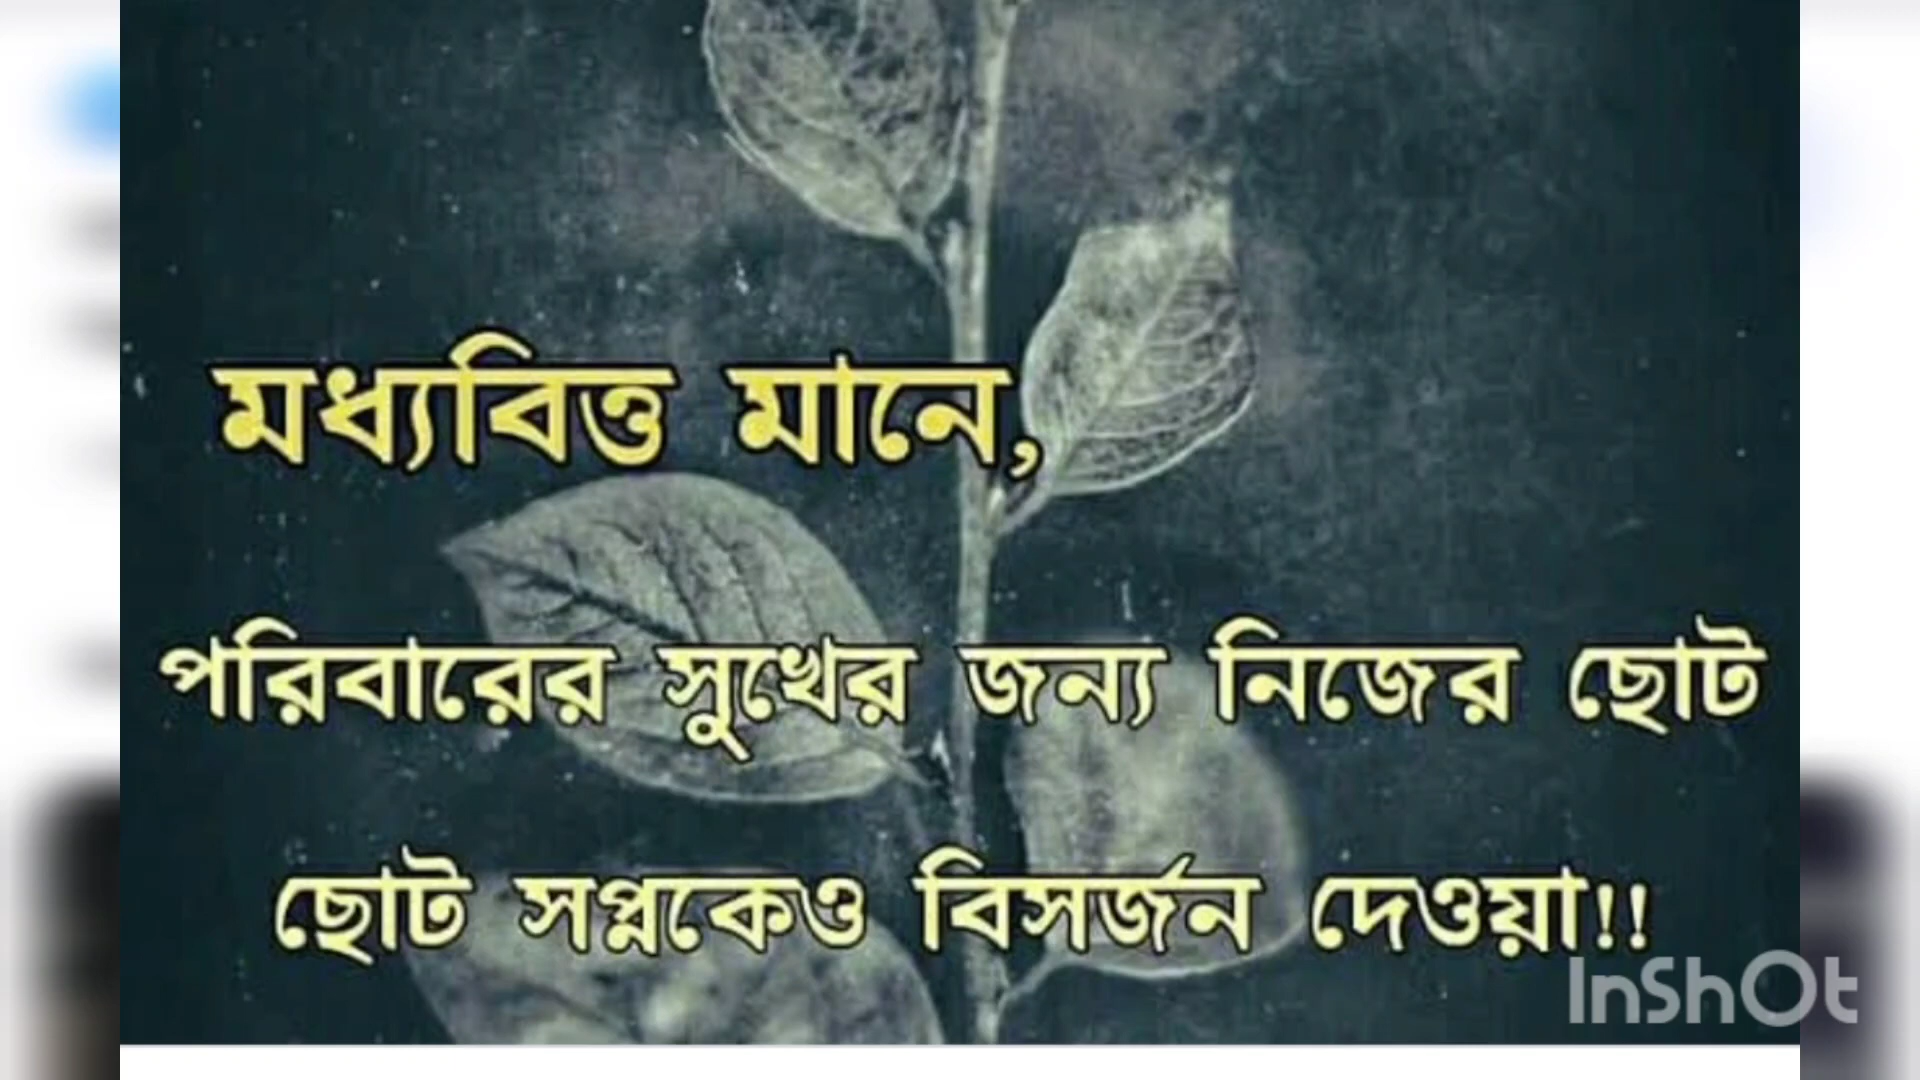 মধ্যবিত্ত মানে,
পরিবারের সুখের জন্য নিজের ছোট
ছোট সপ্নকেও বিসর্জন দেওয়া!!
InShOt